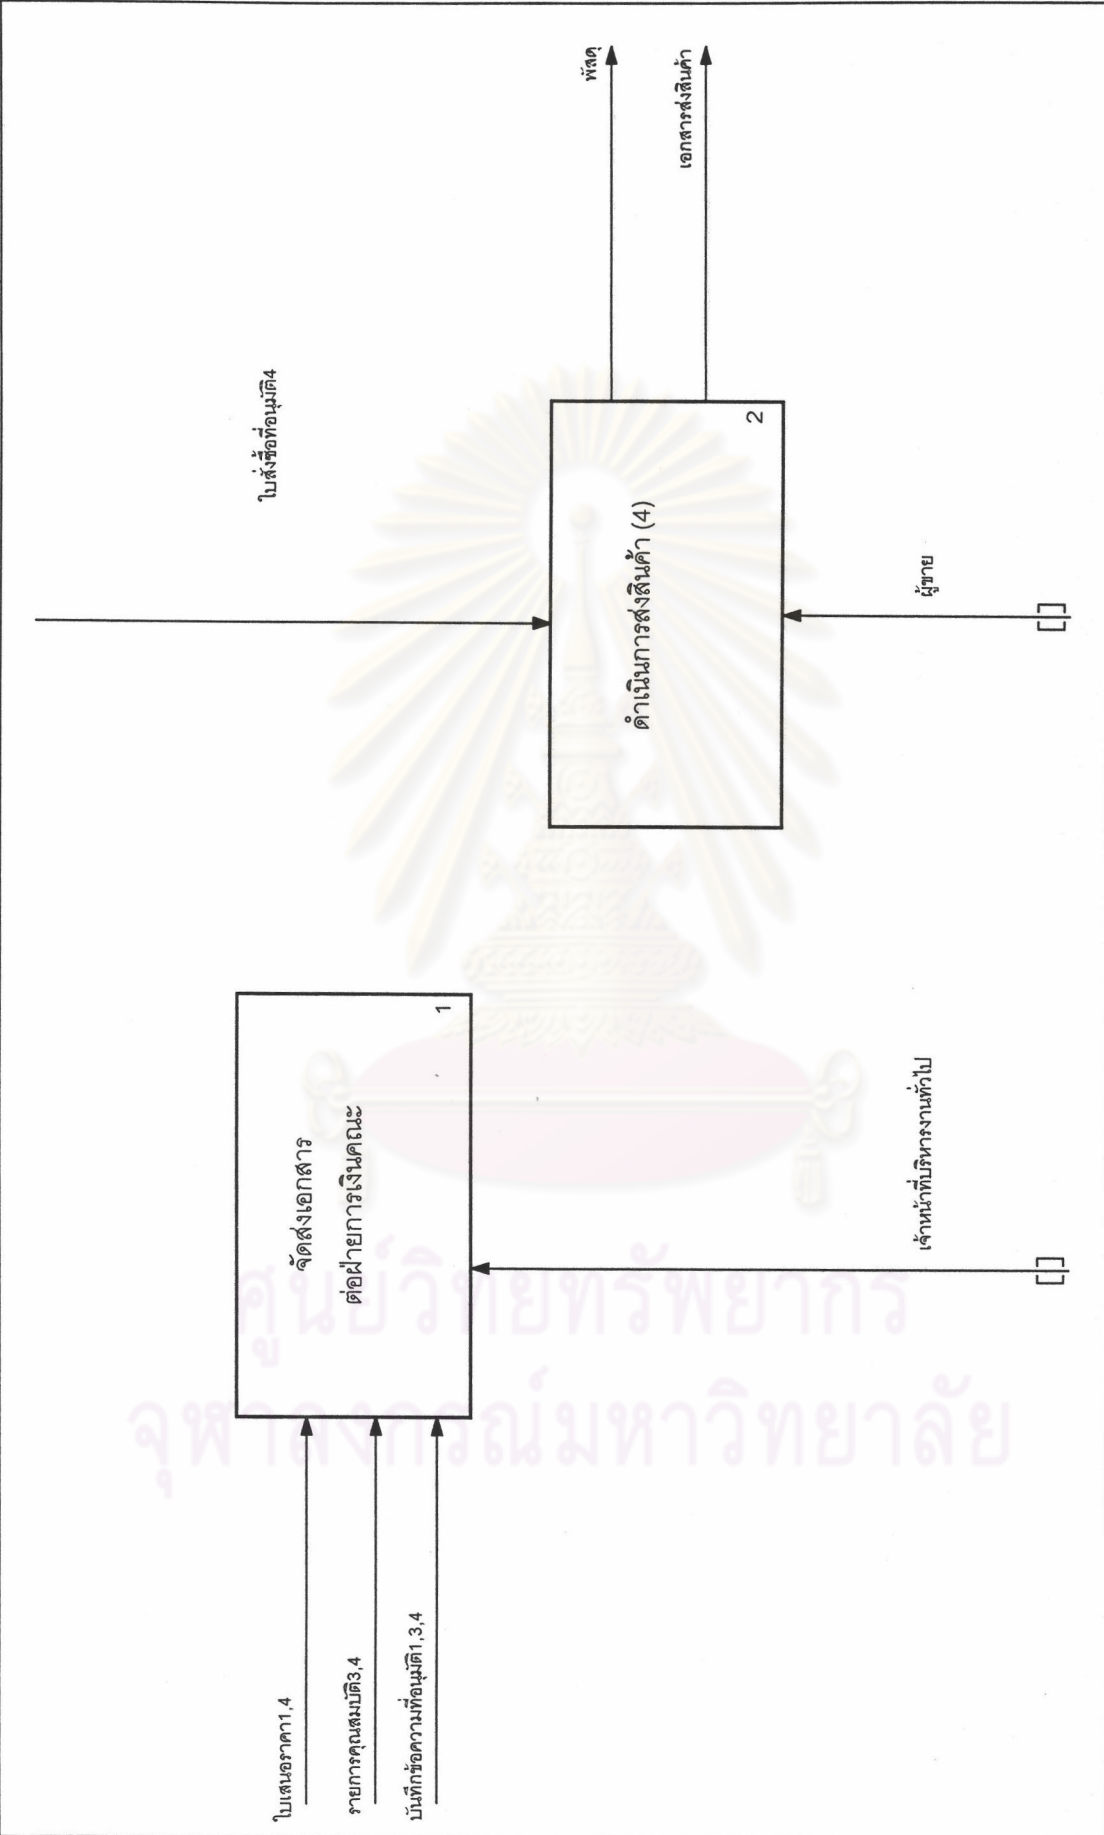 ใบเสนอราคา1,4
รายการคุณสมบัติ3,4
บันทึกข้อความที่อนุมัติ1,3,4
จัดส่งเอกสาร
ต่อฝ่ายการเงินคณะ
1
เจ้าหน้าที่บริหารงานทั่วไป
ใบสั่งซื้อที่อนุมัติ4
ดำเนินการส่งสินค้า (4)
2
ผู้ขาย
พัสดุ
เอกสารส่งสินค้า
ศูนย์วิทยทรัพยากร
จุฬาลงกรณ์มหาวิทยาลัย